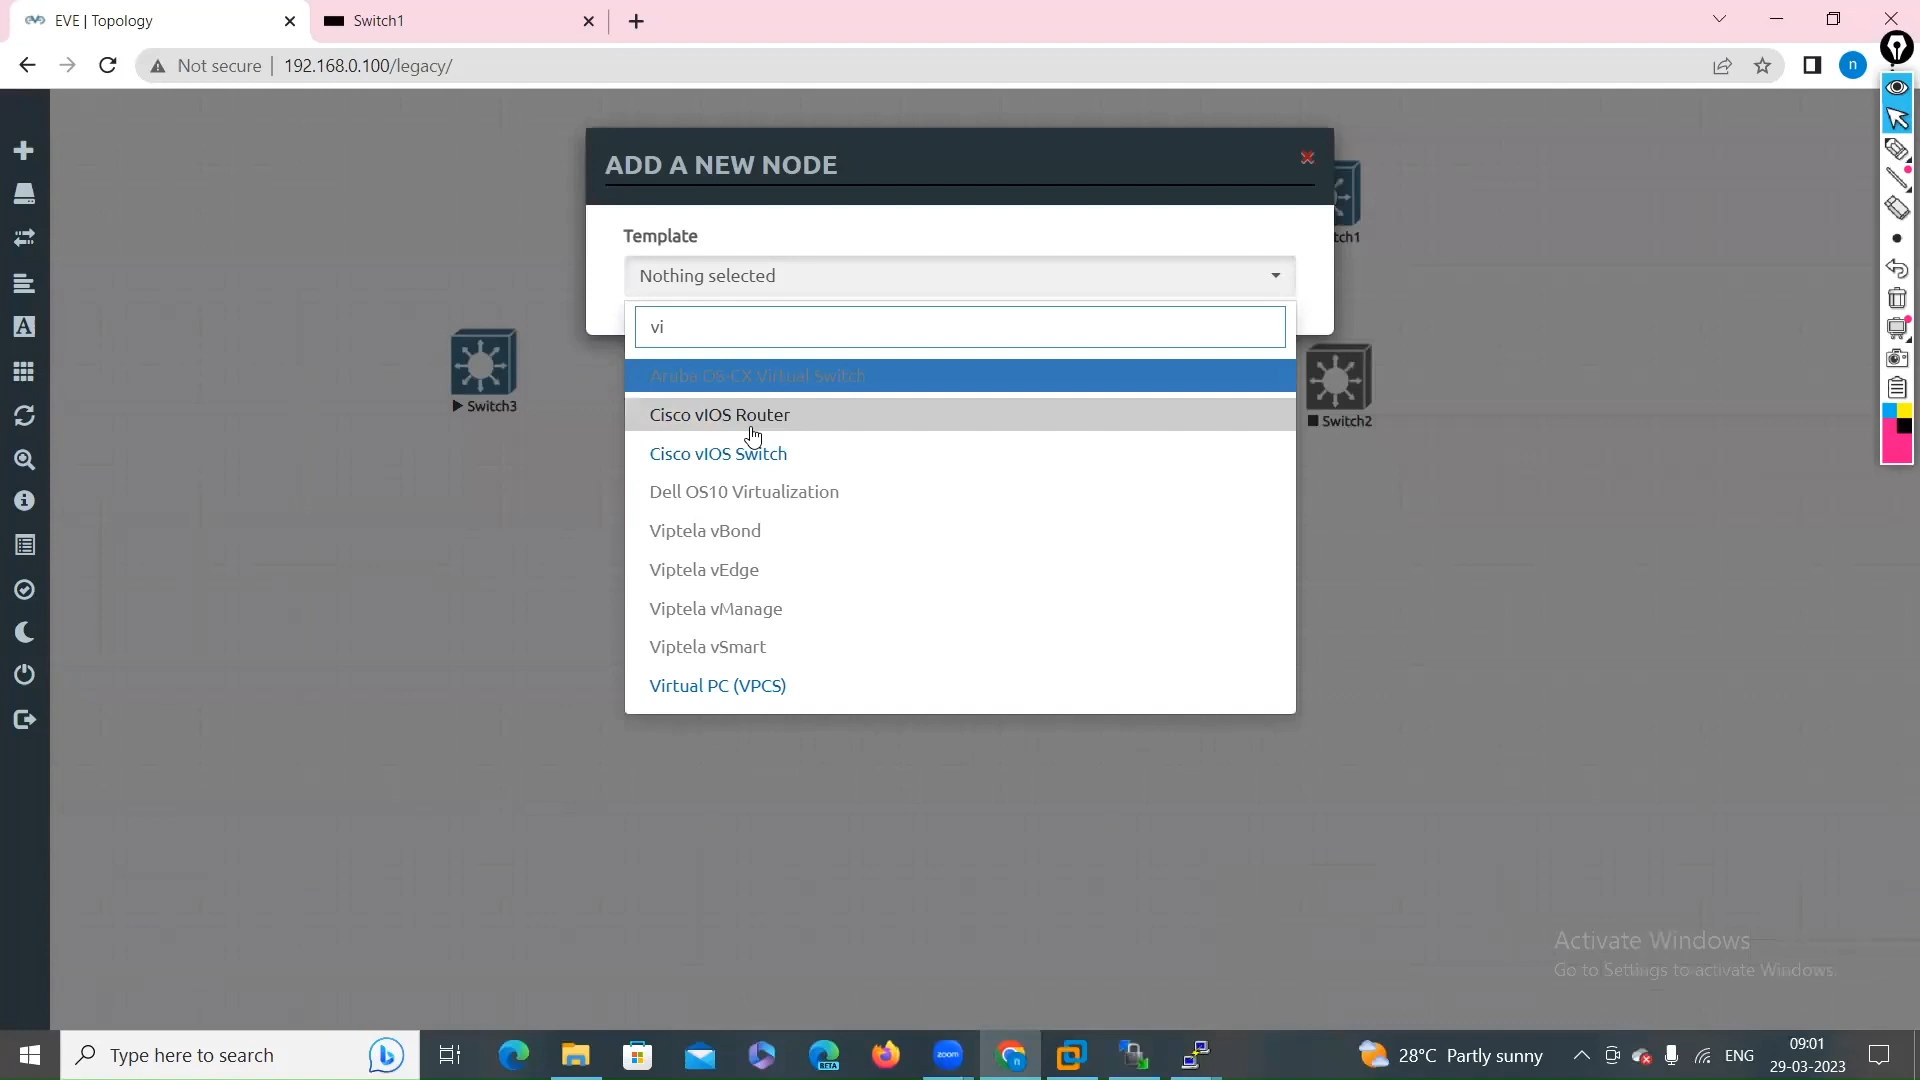 EVE | Topology
Switch1
Not secure
192.168.0.100/legacy/
n
ADD A NEW NODE
Template
tch1
Nothing selected
vi
Aruba OS-CX Virtual Switch
Cisco vIOS Router
Cisco vIOS Switch
Dell OS10 Virtualization
Viptela vBond
Viptela vEdge
Viptela vManage
Viptela vSmart
Virtual PC (VPCS)
Switch3
Switch2
Activate Windows
Go to Settings to activate Windows.
Type here to search
BETA
zoom
28°C Partly sunny
ENG
09:01
29-03-2023